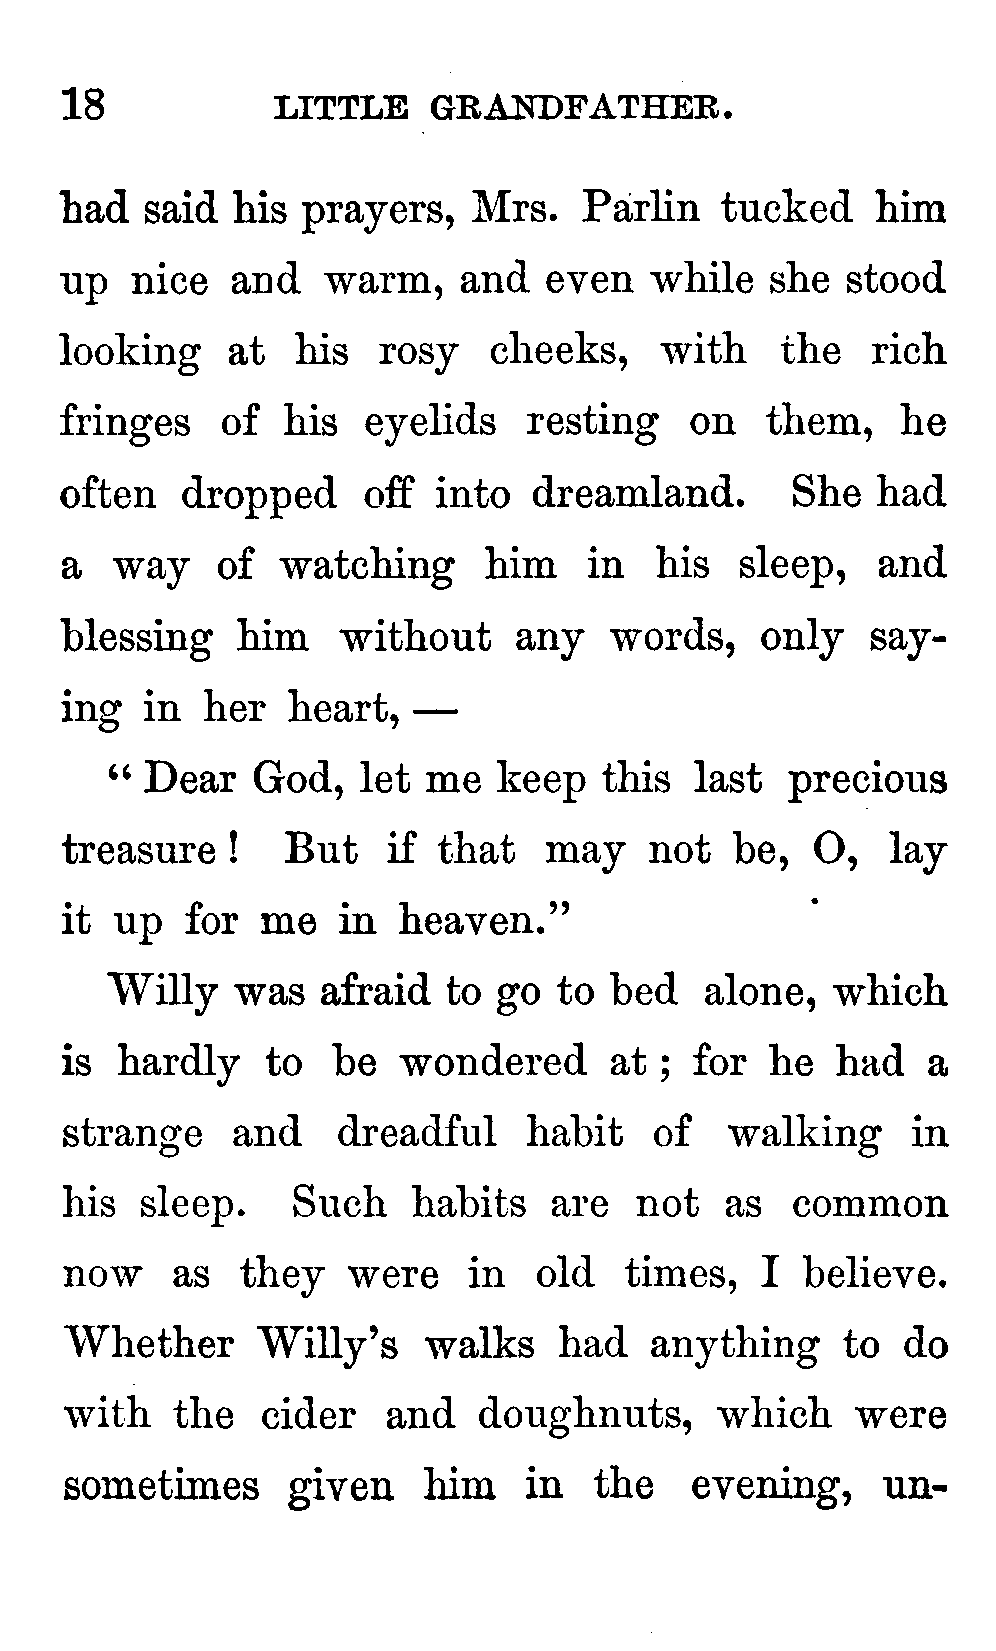 18 LITTLE GRANDFATHER.
had said his prayers, Mrs. Parlin tucked him
up nice and warm, and even while she stood
looking at his rosy cheeks, with the rich
fringes of his eyelids resting on them, he
often dropped off into dreamland. She had
a way of watching him in his sleep, and
blessing him without any words, only say-
ing in her heart, —
“ Dear God, let me keep this last precious
treasure ! But if that may not be, O, lay
it up for me in heaven.”
Willy was afraid to go to bed alone, which
is hardly to be wondered at ; for he had a
strange and dreadful habit of walking in
his sleep. Such habits are not as common
now as they were in old times, I believe.
Whether Willy’s walks had anything to do
with the cider and doughnuts, which were
sometimes given him in the evening, un-